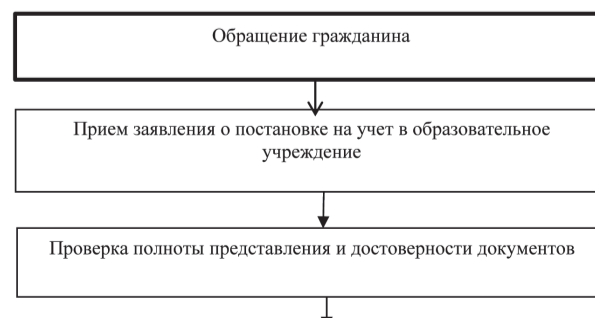 Обращение гражданина
Прием заявления о постановке на учет в образовательное
учреждение
Проверка полноты представления и достоверности документов